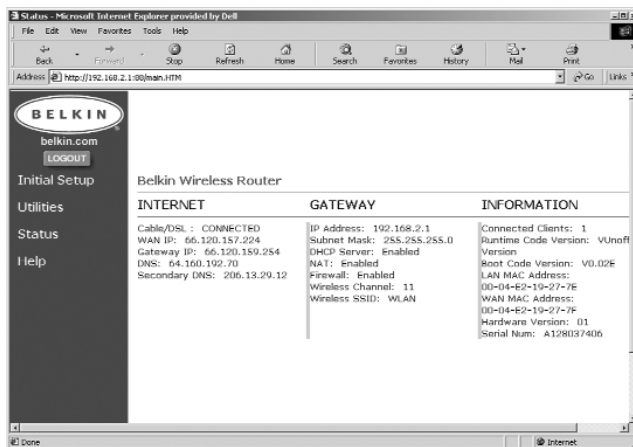 Status - Microsoft Internet Explorer provided by Dell
File Edit View Favorites Tools Help
Back Forward Stop Refresh Home Search Favorites History Mail Print
Address http://192.168.2.1:88/main.HTM Go Links
BELKIN
belkin.com
LOGOUT
Initial Setup
Utilities
Status
Help
Belkin Wireless Router
INTERNET
Cable/DSL : CONNECTED
WAN IP: 66.120.157.224
Gateway IP: 66.120.159.254
DNS: 64.160.192.70
Secondary DNS: 206.13.29.12
GATEWAY
IP Address: 192.168.2.1
Subnet Mask: 255.255.255.0
DHCP Server: Enabled
NAT: Enabled
Firewall: Enabled
Wireless Channel: 11
Wireless SSID: WLAN
INFORMATION
Connected Clients: 1
Runtime Code Version: VUnoff
Version
Boot Code Version: V0.02E
LAN MAC Address:
00-04-E2-19-27-7E
WAN MAC Address:
00-04-E2-19-27-7F
Hardware Version: 01
Serial Num: A128037406
Done Internet